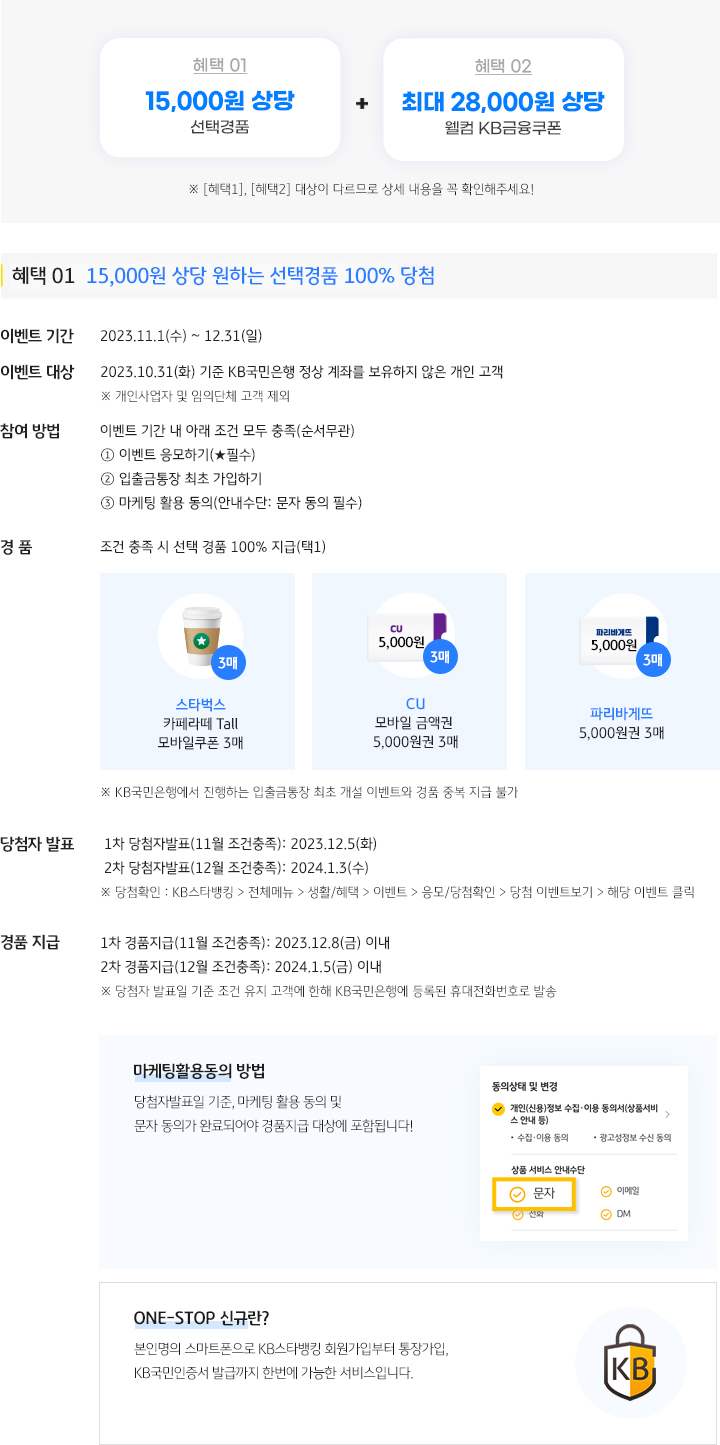 혜택 01
15,000원 상당
선택경품
+
혜택 02
최대 28,000원 상당
웰컴 KB금융쿠폰
※ [혜택1], [혜택2] 대상이 다르므로 상세 내용을 꼭 확인해주세요!
혜택 01 15,000원 상당 원하는 선택경품 100% 당첨
이벤트 기간 2023.11.1(수) ~ 12.31(일)
이벤트 대상 2023.10.31(화) 기준 KB국민은행 정상 계좌를 보유하지 않은 개인 고객
※ 개인사업자 및 임의단체 고객 제외
참여 방법 이벤트 기간 내 아래 조건 모두 충족(순서무관)
① 이벤트 응모하기(★필수)
② 입출금통장 최초 가입하기
③ 마케팅 활용 동의(안내수단: 문자 동의 필수)
경 품 조건 충족 시 선택 경품 100% 지급(택1)
3매
스타벅스
카페라떼 Tall
모바일쿠폰 3매
CU
5,000원
3매
CU
모바일 금액권
5,000원권 3매
파리바게뜨
5,000원
3매
파리바게뜨
5,000원권 3매
※ KB국민은행에서 진행하는 입출금통장 최초 개설 이벤트와 경품 중복 지급 불가
당첨자 발표 1차 당첨자발표(11월 조건충족): 2023.12.5(화)
2차 당첨자발표(12월 조건충족): 2024.1.3(수)
※ 당첨확인 : KB스타뱅킹 > 전체메뉴 > 생활/혜택 > 이벤트 > 응모/당첨확인 > 당첨 이벤트보기 > 해당 이벤트 클릭
경품 지급 1차 경품지급(11월 조건충족): 2023.12.8(금) 이내
2차 경품지급(12월 조건충족): 2024.1.5(금) 이내
※ 당첨자 발표일 기준 조건 유지 고객에 한해 KB국민은행에 등록된 휴대전화번호로 발송
마케팅활용동의 방법
당첨자발표일 기준, 마케팅 활용 동의 및
문자 동의가 완료되어야 경품지급 대상에 포함됩니다!
동의상태 및 변경
개인(신용)정보 수집·이용 동의서(상품서비
스 안내 등)
• 수집·이용 동의 • 광고성정보 수신 동의
상품 서비스 안내수단
문자 이메일
전화 DM
ONE-STOP 신규란?
본인명의 스마트폰으로 KB스타뱅킹 회원가입부터 통장가입,
KB국민인증서 발급까지 한번에 가능한 서비스입니다.
KB